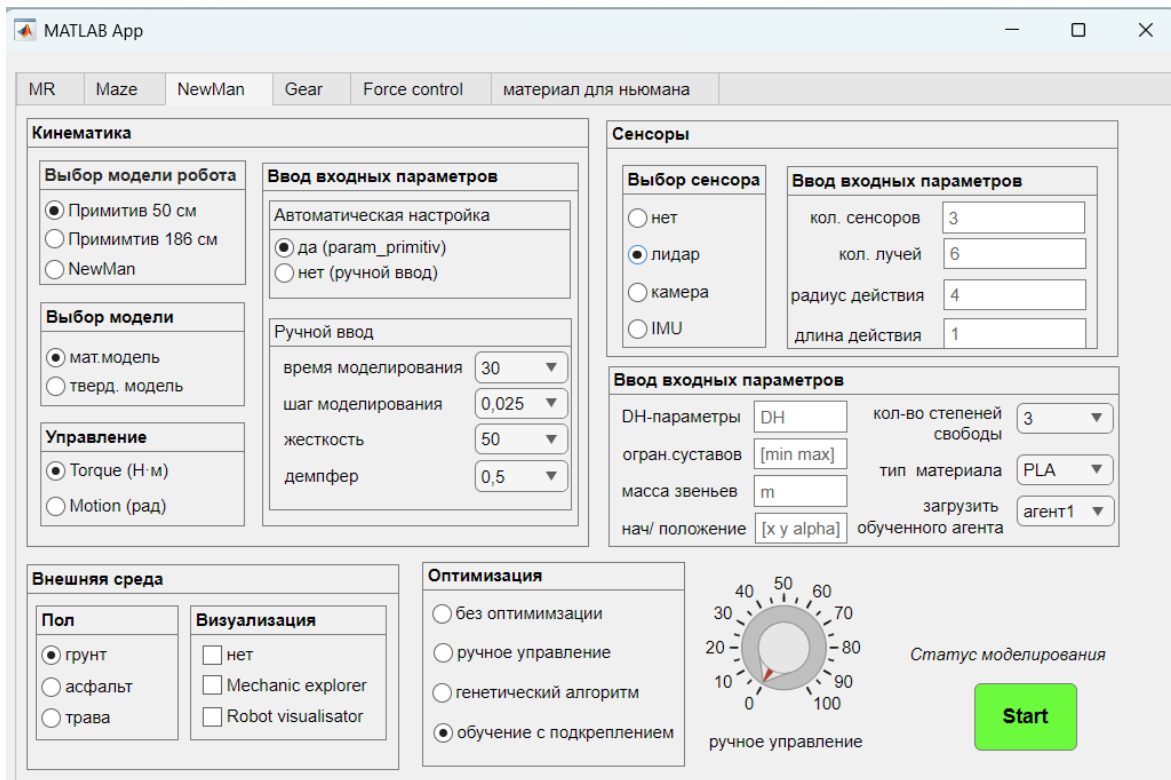 MATLAB App
MR Maze NewMan Gear Force control материал для ньюмана
Кинематика
Выбор модели робота
Примитив 50 см
Примимтив 186 см
NewMan
Выбор модели
мат.модель
тверд. модель
Управление
Torque (Н·м)
Motion (рад)
Ввод входных параметров
Автоматическая настройка
да (param_primitiv)
нет (ручной ввод)
Ручной ввод
время моделирования 30
шаг моделирования 0,025
жесткость 50
демпфер 0,5
Сенсоры
Выбор сенсора
нет
лидар
камера
IMU
Ввод входных параметров
кол. сенсоров 3
кол. лучей 6
радиус действия 4
длина действия 1
Ввод входных параметров
DH-параметры DH
огран.суставов [min max]
масса звеньев m
нач/ положение [x y alpha]
кол-во степеней
свободы 3
тип материала PLA
загрузить
обученного агента агент1
Внешняя среда
Пол
грунт
асфальт
трава
Визуализация
нет
Mechanic explorer
Robot visualisator
Оптимизация
без оптимимзации
ручное управление
генетический алгоритм
обучение с подкреплением
0 10 20 30 40 50 60 70 80 90 100
ручное управление
Статус моделирования
Start